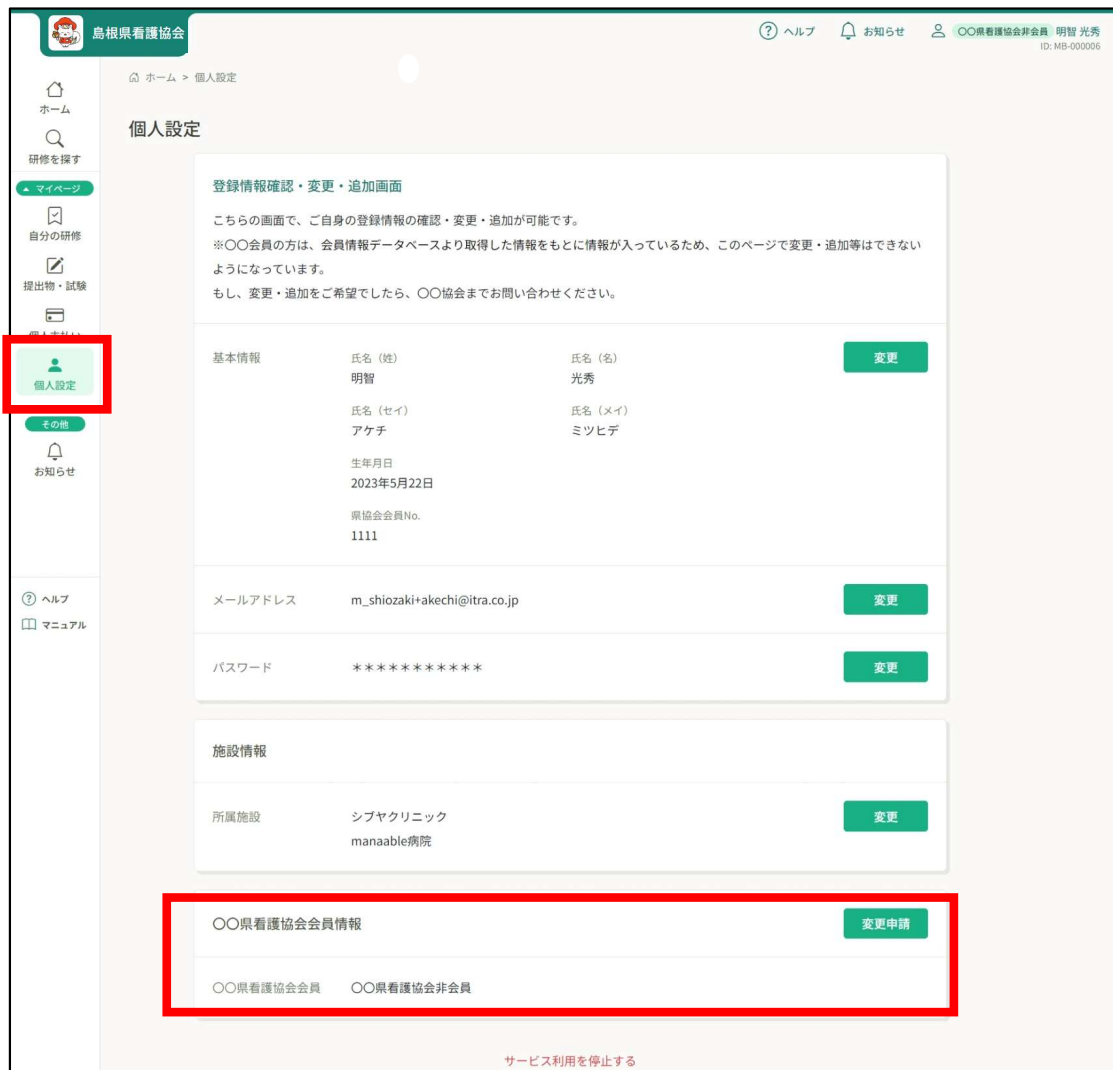 島根県看護協会
ヘルプ
お知らせ
〇〇県看護協会非会員 明智 光秀
ID: MB-000006
ホーム
研修を探す
マイページ
自分の研修
提出物・試験
個人支払い
個人設定
その他
お知らせ
ヘルプ
マニュアル
ホーム > 個人設定
個人設定
登録情報確認・変更・追加画面
こちらの画面で、ご自身の登録情報の確認・変更・追加が可能です。
※〇〇会員の方は、会員情報データベースより取得した情報をもとに情報が入っているため、このページで変更・追加等はできない
ようになっています。
もし、変更・追加をご希望でしたら、〇〇協会までお問い合わせください。
基本情報
氏名（姓） 氏名（名）
明智 光秀
変更
氏名（セイ） 氏名（メイ）
アケチ ミツヒデ
生年月日
2023年5月22日
県協会会員No.
1111
メールアドレス m_shiozaki+akechi@itra.co.jp 変更
パスワード ＊＊＊＊＊＊＊＊＊＊＊ 変更
施設情報
所属施設 シブヤクリニック 変更
manaable病院
〇〇県看護協会会員情報 変更申請
〇〇県看護協会会員 〇〇県看護協会非会員
サービス利用を停止する